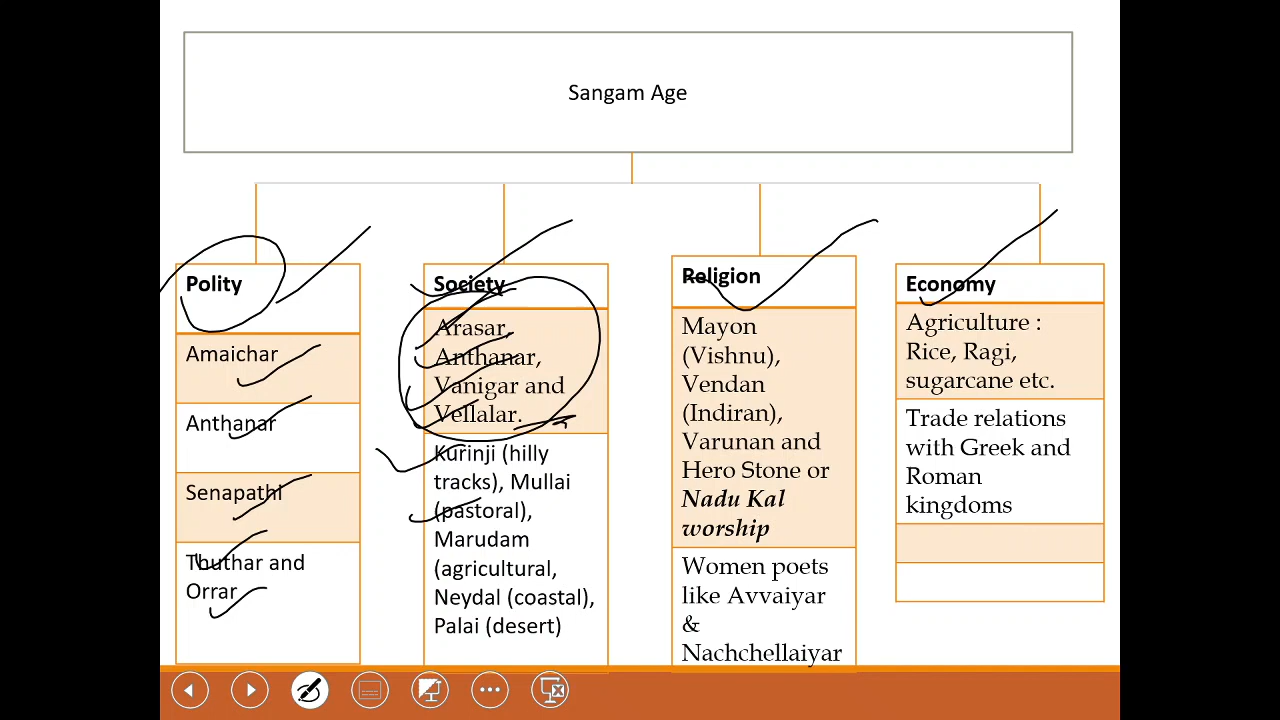 Sangam Age
Polity
Amaichar
Anthanar
Senapathi
Thuthar and
Orrar
Society
Arasar,
Anthanar,
Vanigar and
Vellalar.
Kurinji (hilly
tracks), Mullai
(pastoral),
Marudam
(agricultural,
Neydal (coastal),
Palai (desert)
Religion
Mayon
(Vishnu),
Vendan
(Indiran),
Varunan and
Hero Stone or
Nadu Kal
worship
Women poets
like Avvaiyar
&
Nachchellaiyar
Economy
Agriculture :
Rice, Ragi,
sugarcane etc.
Trade relations
with Greek and
Roman
kingdoms